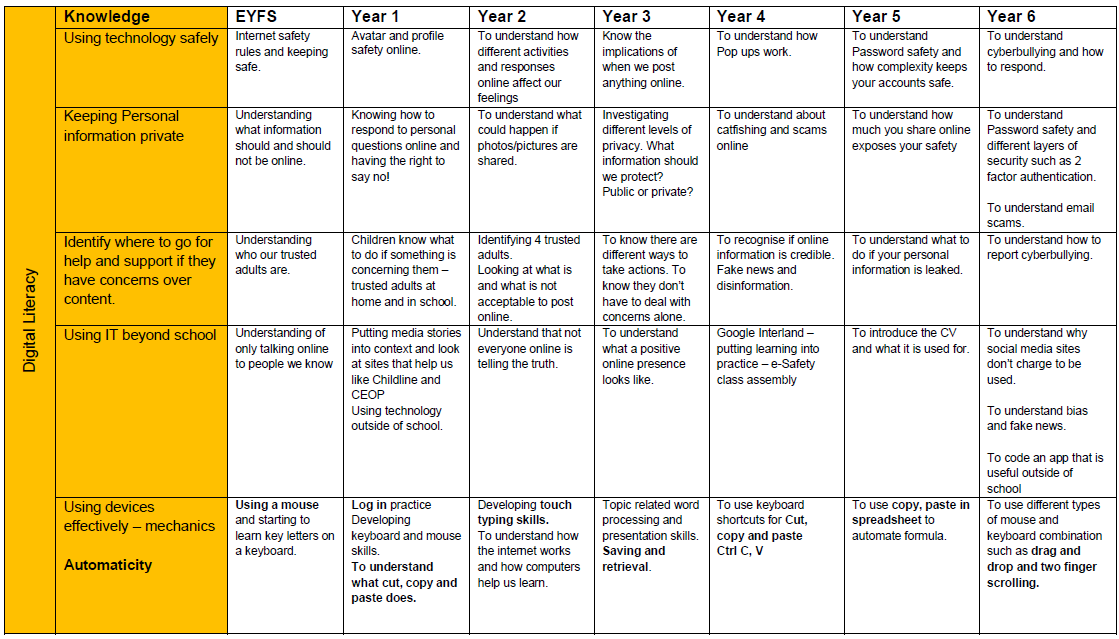 Digital Literacy
Knowledge
EYFS
Year 1
Year 2
Year 3
Year 4
Year 5
Year 6
Using technology safely
Internet safety
rules and keeping
safe.
Avatar and profile
safety online.
To understand how
different activities
and responses
online affect our
feelings
Know the
implications of
when we post
anything online.
To understand how
Pop ups work.
To understand
Password safety and
how complexity keeps
your accounts safe.
To understand
cyberbullying and how
to respond.
Keeping Personal
information private
Understanding
what information
should and should
not be online.
Knowing how to
respond to personal
questions online and
having the right to
say no!
To understand what
could happen if
photos/pictures are
shared.
Investigating
different levels of
privacy. What
information should
we protect?
Public or private?
To understand about
catfishing and scams
online
To understand how
much you share online
exposes your safety
To understand
Password safety and
different layers of
security such as 2
factor authentication.
To understand email
scams.
Identify where to go for
help and support if they
have concerns over
content.
Understanding
who our trusted
adults are.
Children know what
to do if something is
concerning them –
trusted adults at
home and in school.
Identifying 4 trusted
adults.
Looking at what is
and what is not
acceptable to post
online.
To know there are
different ways to
take actions. To
know they don’t
have to deal with
concerns alone.
To recognise if online
information is credible.
Fake news and
disinformation.
To understand what to
do if your personal
information is leaked.
To understand how to
report cyberbullying.
Using IT beyond school
Understanding of
only talking online
to people we know
Putting media stories
into context and look
at sites that help us
like Childline and
CEOP
Using technology
outside of school.
Understand that not
everyone online is
telling the truth.
To understand
what a positive
online presence
looks like.
Google Interland –
putting learning into
practice – e-Safety
class assembly
To introduce the CV
and what it is used for.
To understand why
social media sites
don’t charge to be
used.
To understand bias
and fake news.
To code an app that is
useful outside of
school
Using devices
effectively – mechanics
Automaticity
Using a mouse
and starting to
learn key letters on
a keyboard.
Log in practice
Developing
keyboard and mouse
skills.
To understand
what cut, copy and
paste does.
Developing touch
typing skills.
To understand how
the internet works
and how computers
help us learn.
Topic related word
processing and
presentation skills.
Saving and
retrieval.
To use keyboard
shortcuts for Cut,
copy and paste
Ctrl C, V
To use copy, paste in
spreadsheet to
automate formula.
To use different types
of mouse and
keyboard combination
such as drag and
drop and two finger
scrolling.